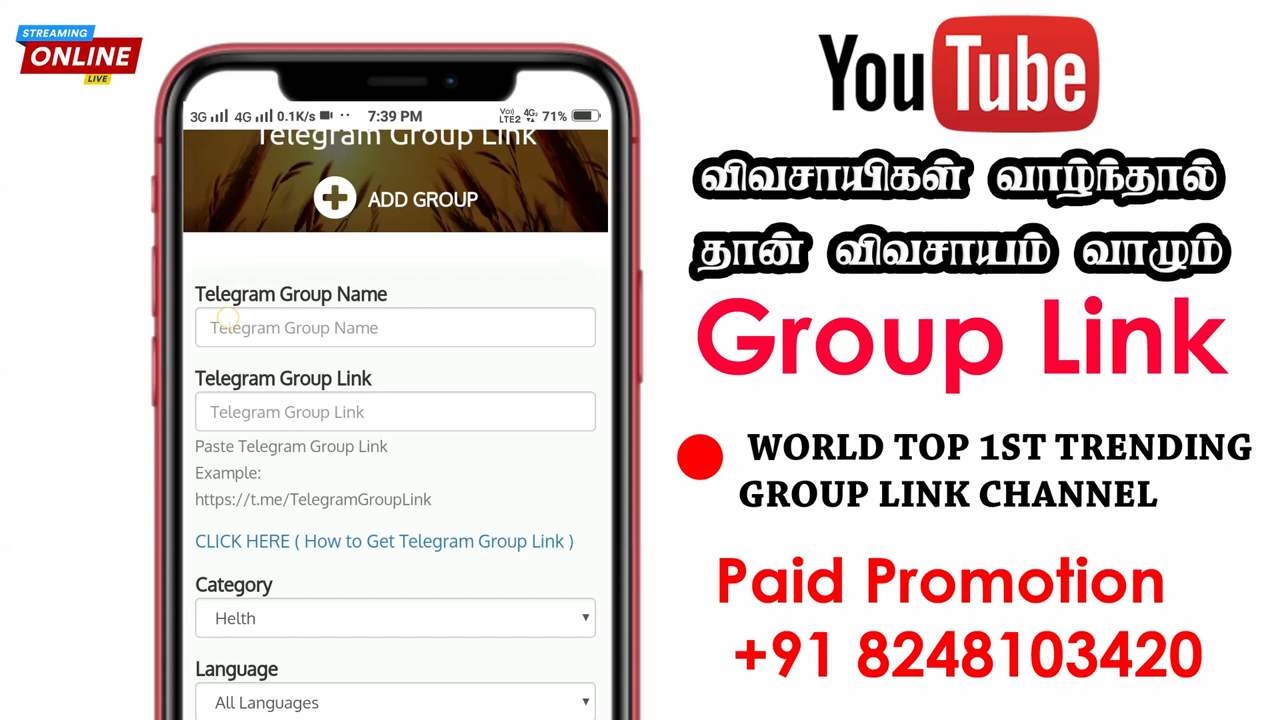 STREAMING
ONLINE
LIVE
3G 4G 0.1K/s 7:39 PM Vo) LTE2 4G 71%
Telegram Group Link
ADD GROUP
Telegram Group Name
Telegram Group Name
Telegram Group Link
Telegram Group Link
Paste Telegram Group Link
Example:
https://t.me/TelegramGroupLink
CLICK HERE ( How to Get Telegram Group Link )
Category
Helth
Language
All Languages
YouTube
விவசாயிகள் வாழ்ந்தால்
தான் விவசாயம் வாழும்
Group Link
WORLD TOP 1ST TRENDING
GROUP LINK CHANNEL
Paid Promotion
+91 8248103420